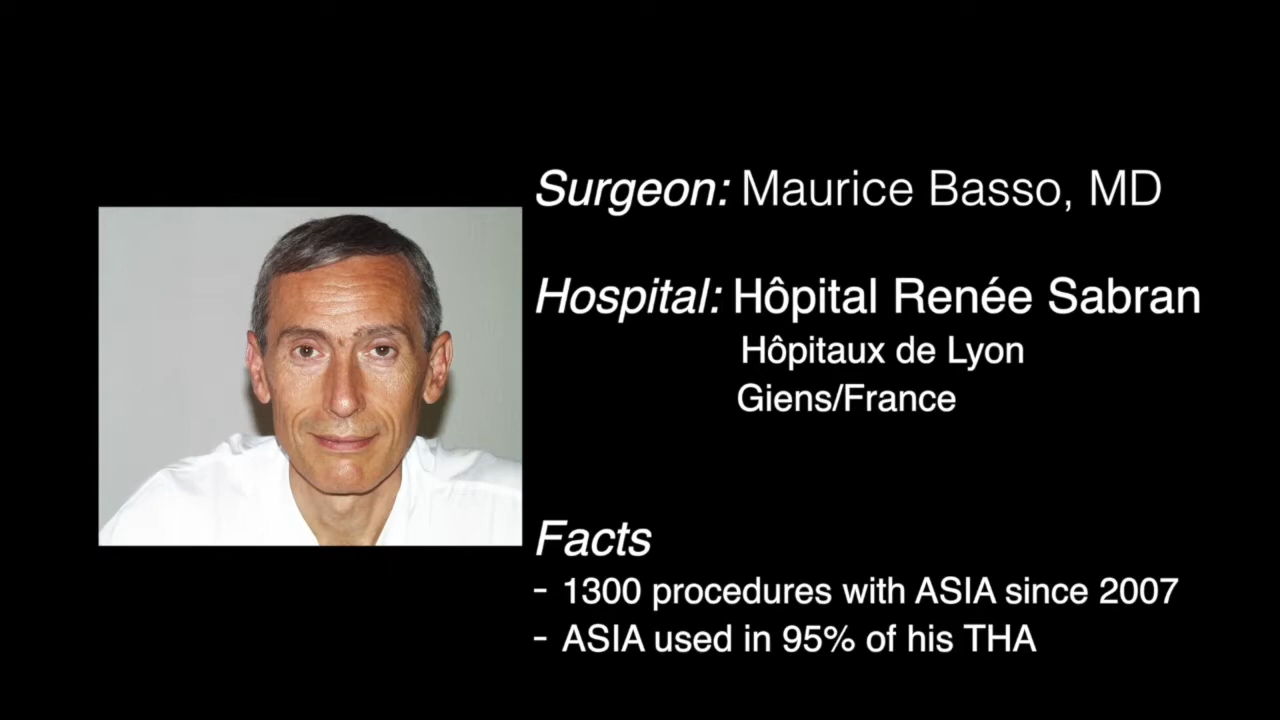 Surgeon: Maurice Basso, MD
Hospital: Hôpital Renée Sabran
Hôpitaux de Lyon
Giens/France
Facts
- 1300 procedures with ASIA since 2007
- ASIA used in 95% of his THA